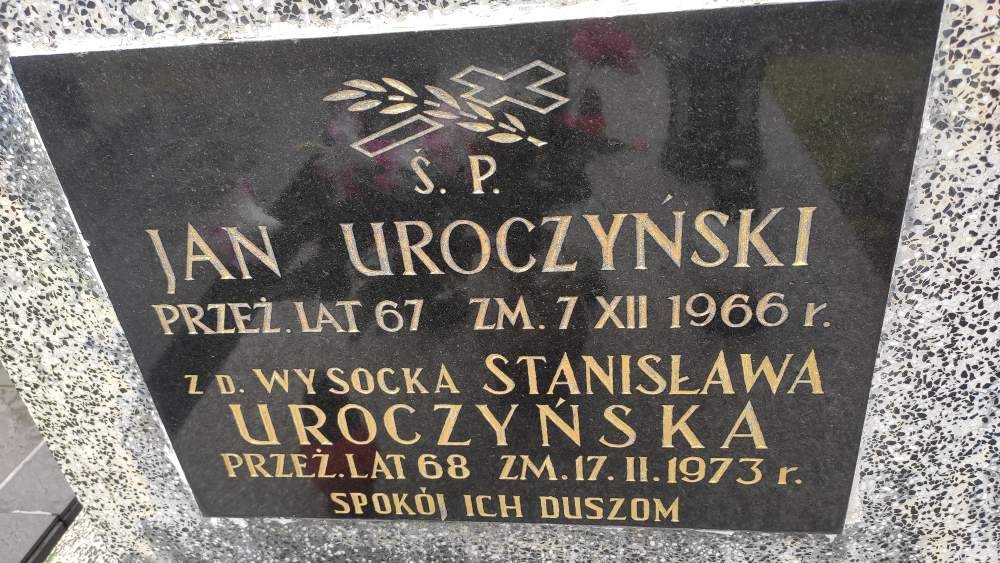 Ś. P.
JAN UROCZYŃSKI
PRZEŻ. LAT 67 ZM. 7 XII 1966 r.
Z D. WYSOCKA STANISŁAWA
UROCZYŃSKA
PRZEŻ. LAT 68 ZM. 17. II. 1973 r.
SPOKÓJ ICH DUSZOM